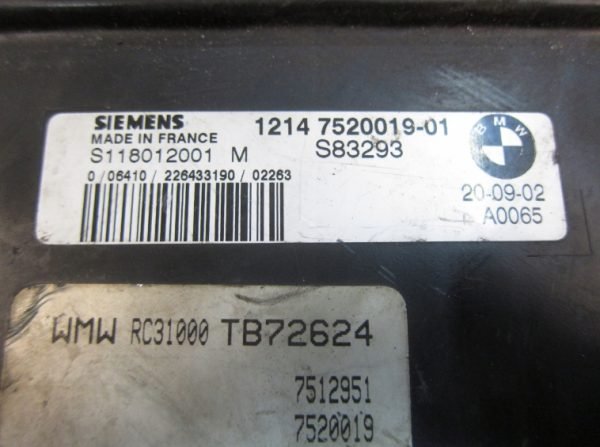 SIEMENS 1214 7520019-01
MADE IN FRANCE
S118012001 M S83293
BMW
0 / 06410 / 226433190 / 02263
20-09-02
A0065
WMW RC31000 TB72624
7512951
7520019